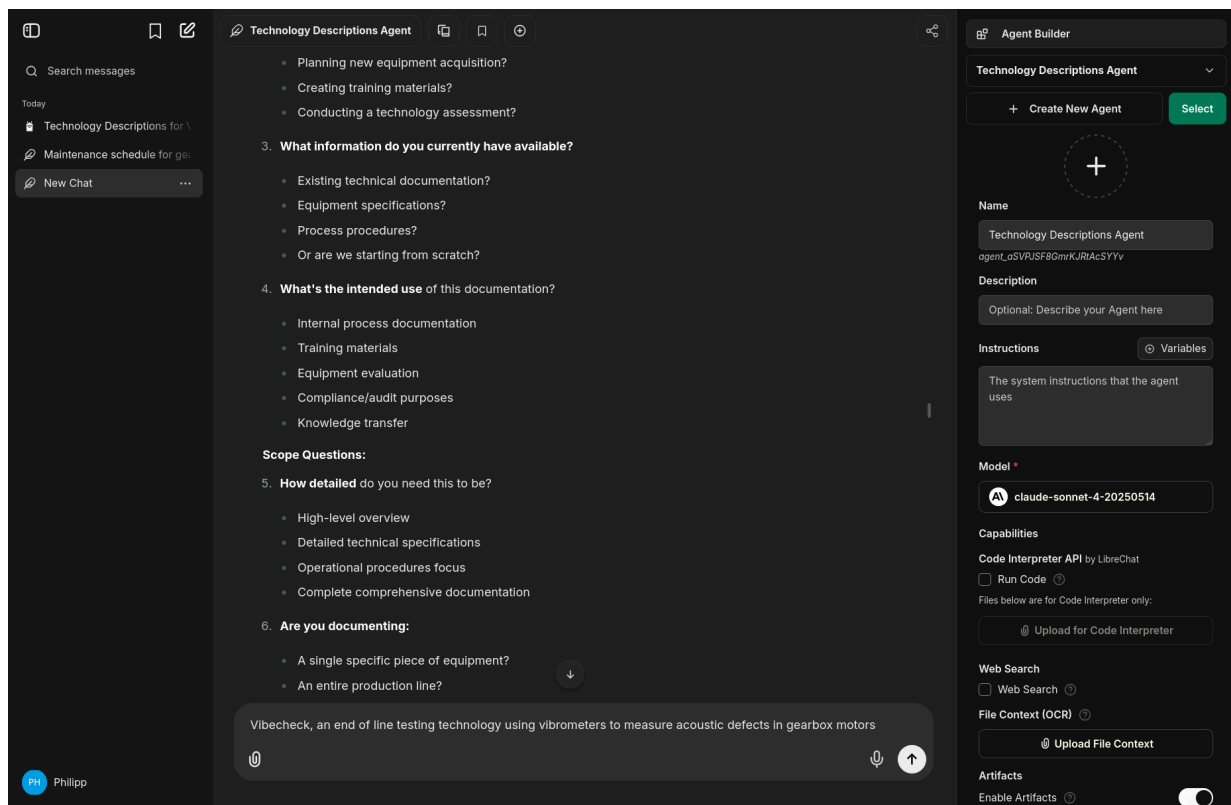 Search messages
Today
Technology Descriptions for
Maintenance schedule for gea
New Chat
PH Philipp
Technology Descriptions Agent
Planning new equipment acquisition?
Creating training materials?
Conducting a technology assessment?
3. What information do you currently have available?
Existing technical documentation?
Equipment specifications?
Process procedures?
Or are we starting from scratch?
4. What's the intended use of this documentation?
Internal process documentation
Training materials
Equipment evaluation
Compliance/audit purposes
Knowledge transfer
Scope Questions:
5. How detailed do you need this to be?
High-level overview
Detailed technical specifications
Operational procedures focus
Complete comprehensive documentation
6. Are you documenting:
A single specific piece of equipment?
An entire production line?
Vibecheck, an end of line testing technology using vibrometers to measure acoustic defects in gearbox motors
Agent Builder
Technology Descriptions Agent
+ Create New Agent
Select
Name
Technology Descriptions Agent
agent_aSVPJSF8GmrKJRtAcSYYv
Description
Optional: Describe your Agent here
Instructions
Variables
The system instructions that the agent
uses
Model *
claude-sonnet-4-20250514
Capabilities
Code Interpreter API by LibreChat
Run Code
Files below are for Code Interpreter only:
Upload for Code Interpreter
Web Search
Web Search
File Context (OCR)
Upload File Context
Artifacts
Enable Artifacts